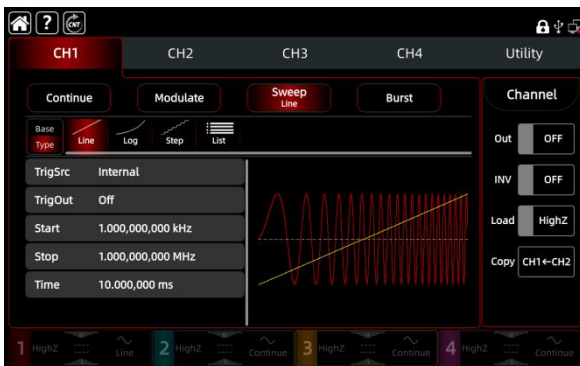 ? CNT
CH1 CH2 CH3 CH4 Utility
Continue Modulate Sweep Line Burst Channel
Base Type Line Log Step List
Out OFF
TrigSrc Internal
INV OFF
TrigOut Off
Load HighZ
Start 1.000,000,000 kHz
Stop 1.000,000,000 MHz
Copy CH1←CH2
Time 10.000,000 ms
1 HighZ Line 2 HighZ Continue 3 HighZ Continue 4 HighZ Continue